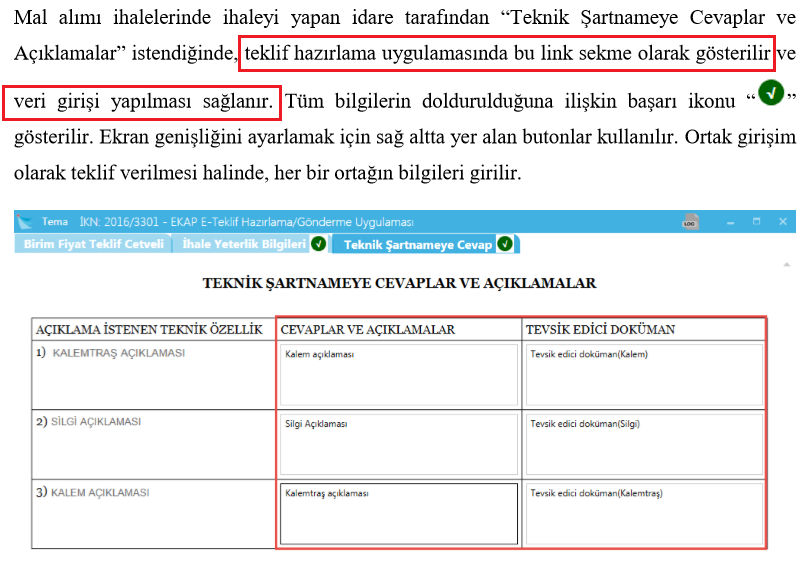 Mal alımı ihalelerinde ihaleyi yapan idare tarafından “Teknik Şartnameye Cevaplar ve
Açıklamalar” istendiğinde, teklif hazırlama uygulamasında bu link sekme olarak gösterilir ve
veri girişi yapılması sağlanır. Tüm bilgilerin doldurulduğuna ilişkin başarı ikonu “√”
gösterilir. Ekran genişliğini ayarlamak için sağ altta yer alan butonlar kullanılır. Ortak girişim
olarak teklif verilmesi halinde, her bir ortağın bilgileri girilir.
Tema İKN: 2016/3301 - EKAP E-Teklif Hazırlama/Gönderme Uygulaması LOG
Birim Fiyat Teklif Cetveli İhale Yeterlik Bilgileri √ Teknik Şartnameye Cevap √
TEKNİK ŞARTNAMEYE CEVAPLAR VE AÇIKLAMALAR
AÇIKLAMA İSTENEN TEKNİK ÖZELLİK CEVAPLAR VE AÇIKLAMALAR TEVSİK EDİCİ DOKÜMAN
1) KALEMTRAŞ AÇIKLAMASI Kalem açıklaması Tevsik edici doküman(Kalem)
2) SİLGİ AÇIKLAMASI Silgi Açıklaması Tevsik edici doküman(Silgi)
3) KALEM AÇIKLAMASI Kalemtraş açıklaması Tevsik edici doküman(Kalemtraş)